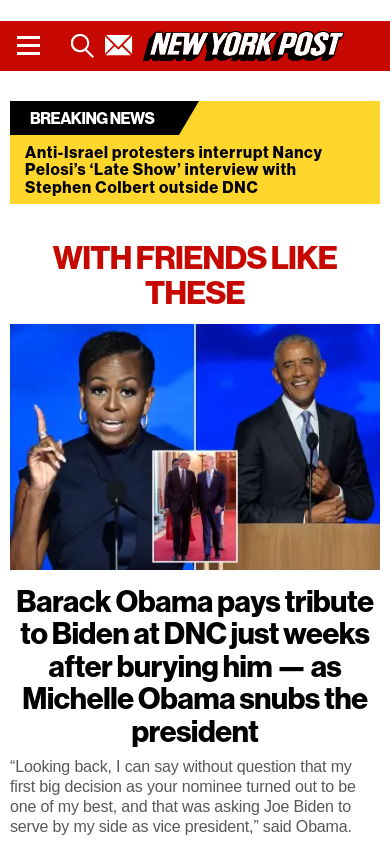 NEW YORK POST
BREAKING NEWS
Anti-Israel protesters interrupt Nancy
Pelosi’s ‘Late Show’ interview with
Stephen Colbert outside DNC
WITH FRIENDS LIKE
THESE
Barack Obama pays tribute
to Biden at DNC just weeks
after burying him — as
Michelle Obama snubs the
president
“Looking back, I can say without question that my
first big decision as your nominee turned out to be
one of my best, and that was asking Joe Biden to
serve by my side as vice president,” said Obama.